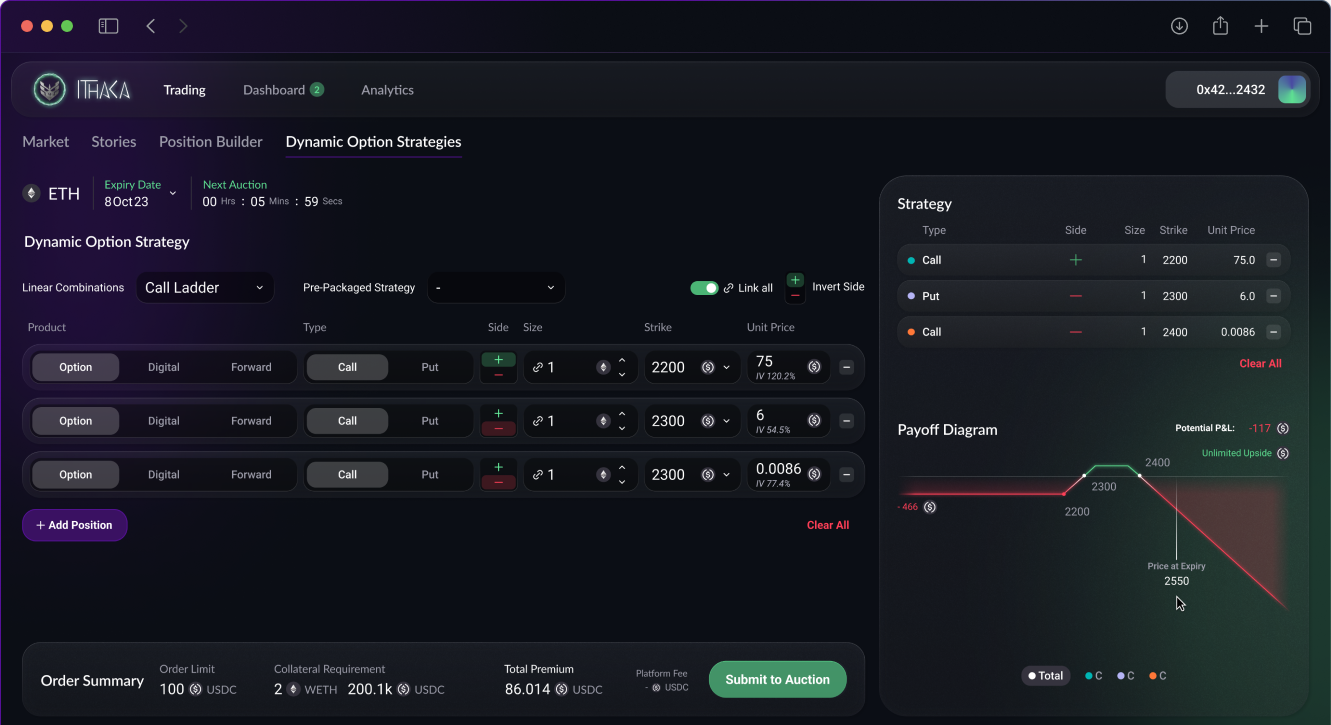 ITHAKA
Trading
Dashboard 2
Analytics
0x42...2432
Market
Stories
Position Builder
Dynamic Option Strategies
ETH
Expiry Date
8Oct23
Next Auction
00 Hrs : 05 Mins : 59 Secs
Dynamic Option Strategy
Linear Combinations
Call Ladder
Pre-Packaged Strategy
-
Link all
+
−
Invert Side
Product Type Side Size Strike Unit Price
Option Digital Forward Call Put + − 1 2200 75 −
IV 120.2%
Option Digital Forward Call Put + − 1 2300 6 −
IV 54.5%
Option Digital Forward Call Put + − 1 2300 0.0086 −
IV 77.4%
+ Add Position
Clear All
Order Summary
Order Limit
100 USDC
Collateral Requirement
2 WETH 200.1k USDC
Total Premium
86.014 USDC
Platform Fee
- USDC
Submit to Auction
Strategy
Type Side Size Strike Unit Price
Call + 1 2200 75.0 −
Put − 1 2300 6.0 −
Call − 1 2400 0.0086 −
Clear All
Payoff Diagram
Potential P&L: -117
Unlimited Upside
2400
2300
- 466
2200
Price at Expiry
2550
Total C C C